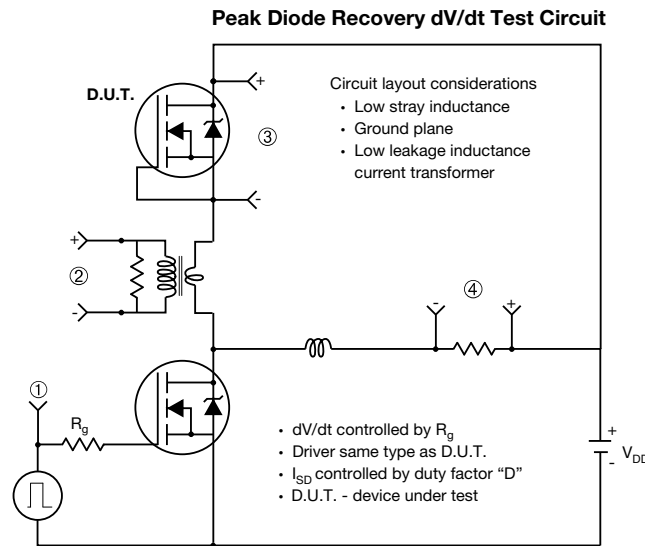 Peak Diode Recovery dV/dt Test Circuit
D.U.T.
+
-
③
Circuit layout considerations
• Low stray inductance
• Ground plane
• Low leakage inductance
current transformer
+
-
②
④
-
+
①
Rg
• dV/dt controlled by Rg
• Driver same type as D.U.T.
• ISD controlled by duty factor “D”
• D.U.T. - device under test
+
-
VDD